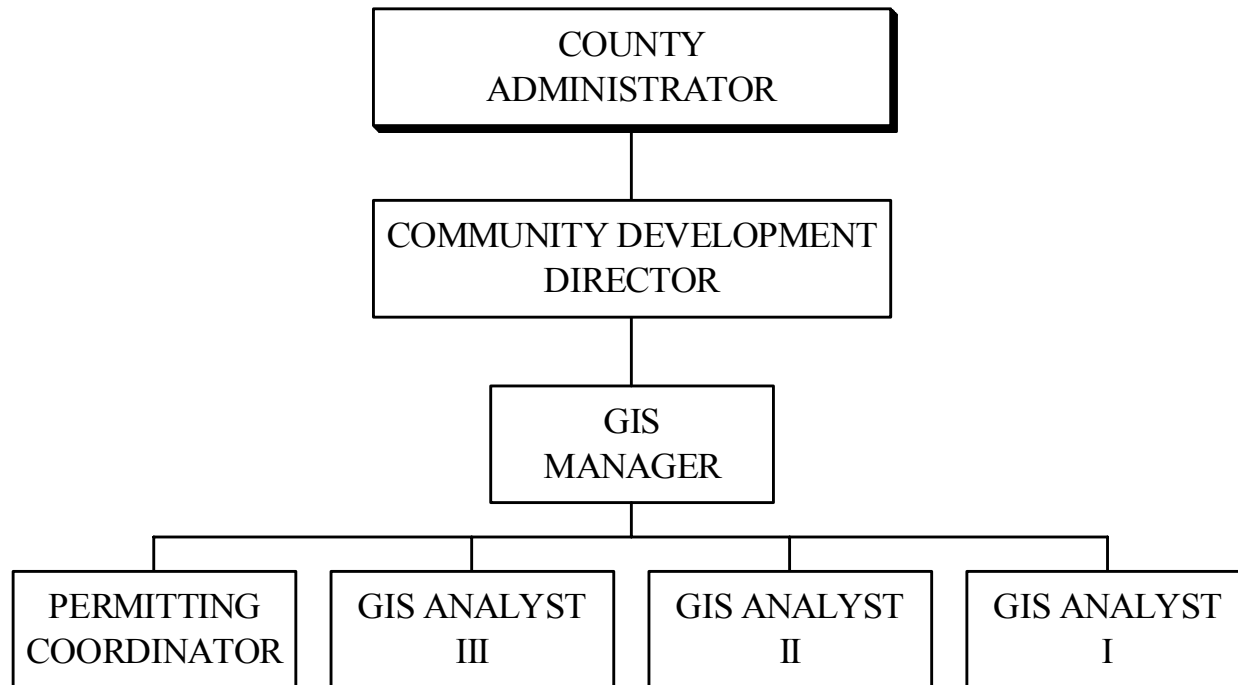 COUNTY
ADMINISTRATOR
COMMUNITY DEVELOPMENT
DIRECTOR
GIS
MANAGER
PERMITTING
COORDINATOR
GIS ANALYST
III
GIS ANALYST
II
GIS ANALYST
I